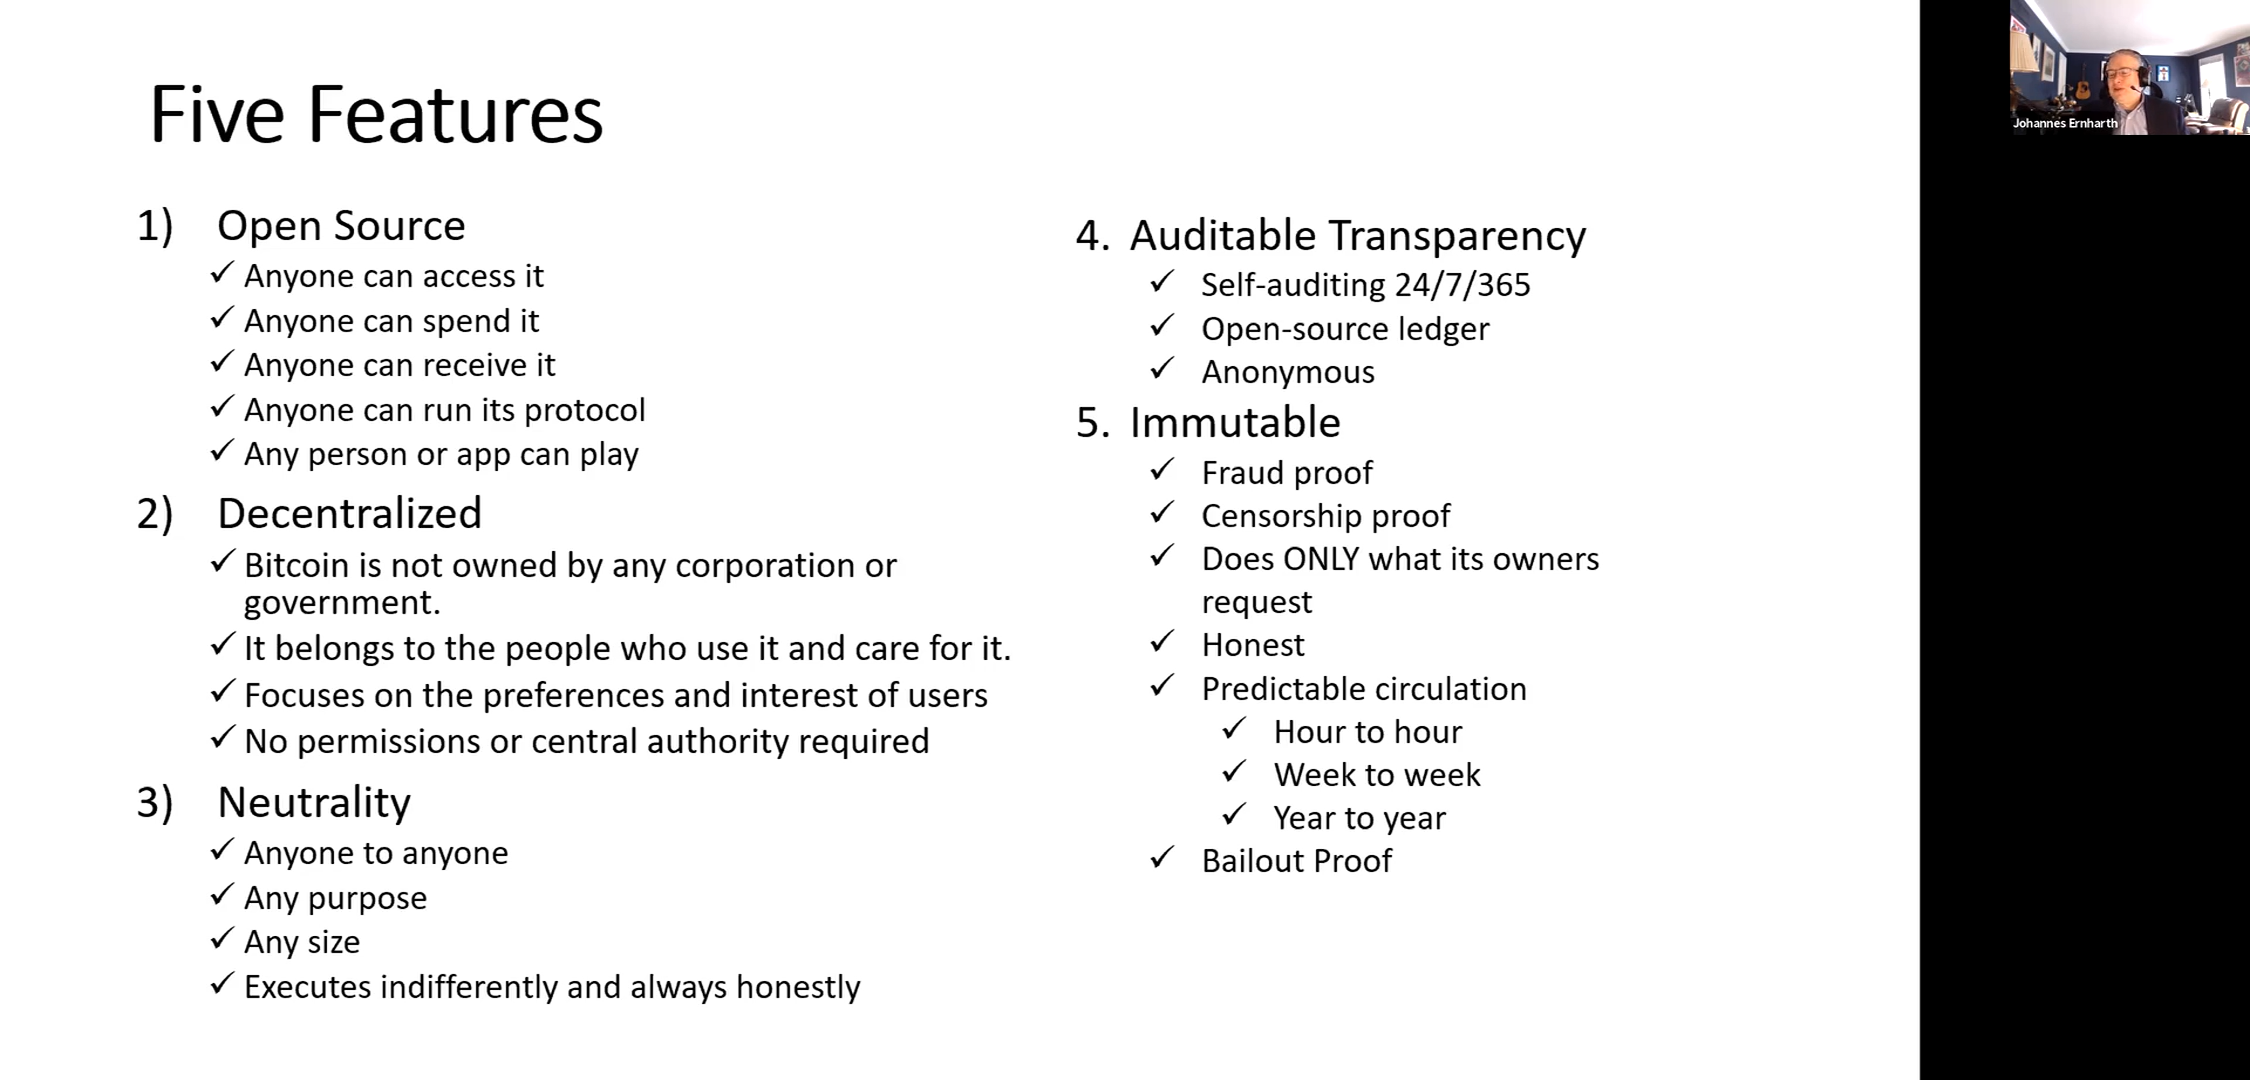 Five Features
1) Open Source
✓ Anyone can access it
✓ Anyone can spend it
✓ Anyone can receive it
✓ Anyone can run its protocol
✓ Any person or app can play
2) Decentralized
✓ Bitcoin is not owned by any corporation or
government.
✓ It belongs to the people who use it and care for it.
✓ Focuses on the preferences and interest of users
✓ No permissions or central authority required
3) Neutrality
✓ Anyone to anyone
✓ Any purpose
✓ Any size
✓ Executes indifferently and always honestly
4. Auditable Transparency
✓ Self-auditing 24/7/365
✓ Open-source ledger
✓ Anonymous
5. Immutable
✓ Fraud proof
✓ Censorship proof
✓ Does ONLY what its owners
request
✓ Honest
✓ Predictable circulation
✓ Hour to hour
✓ Week to week
✓ Year to year
✓ Bailout Proof
Johannes Ernharth